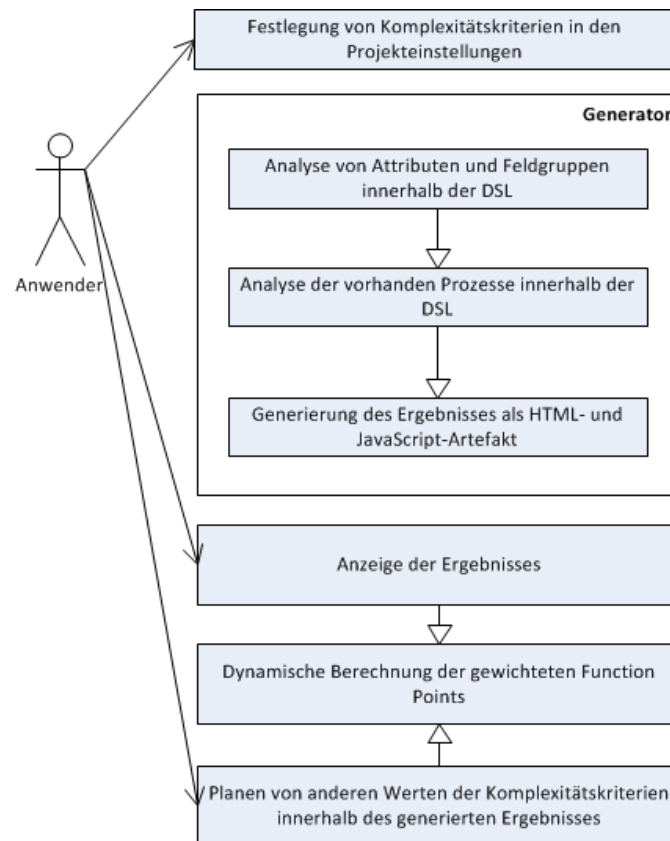 Festlegung von Komplexitätskriterien in den
Projekteinstellungen
Generator
Analyse von Attributen und Feldgruppen
innerhalb der DSL
Anwender
Analyse der vorhanden Prozesse innerhalb der
DSL
Generierung des Ergebnisses als HTML- und
JavaScript-Artefakt
Anzeige der Ergebnisses
Dynamische Berechnung der gewichteten Function
Points
Planen von anderen Werten der Komplexitätskriterien
innerhalb des generierten Ergebnisses